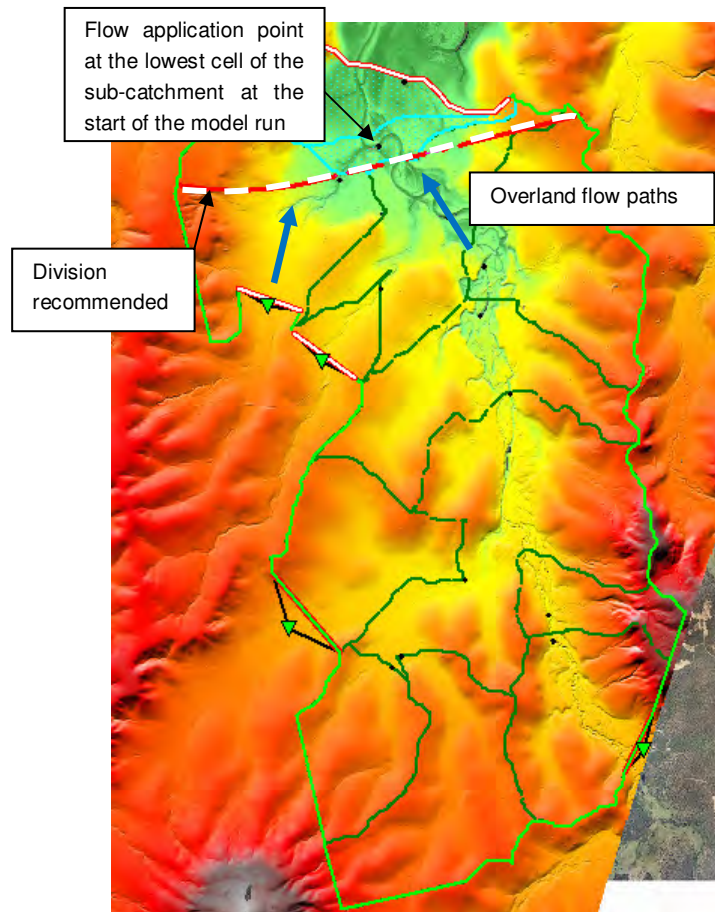 Flow application point
at the lowest cell of the
sub-catchment at the
start of the model run
Overland flow paths
Division
recommended